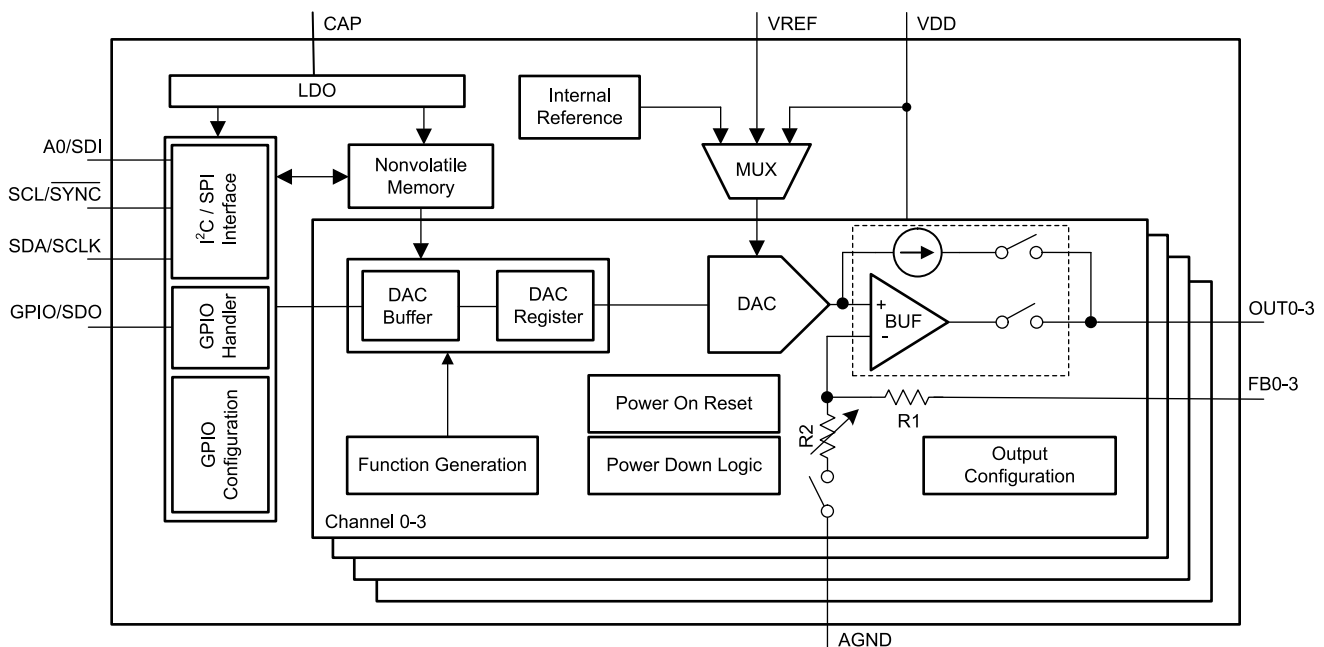 CAP
VREF
VDD
LDO
Internal
Reference
A0/SDI
SCL/SYNC
SDA/SCLK
GPIO/SDO
I²C / SPI
Interface
Nonvolatile
Memory
MUX
GPIO
Handler
GPIO
Configuration
DAC
Buffer
DAC
Register
DAC
+
BUF
-
OUT0-3
FB0-3
R1
R2
Power On Reset
Function Generation
Power Down Logic
Output
Configuration
Channel 0-3
AGND